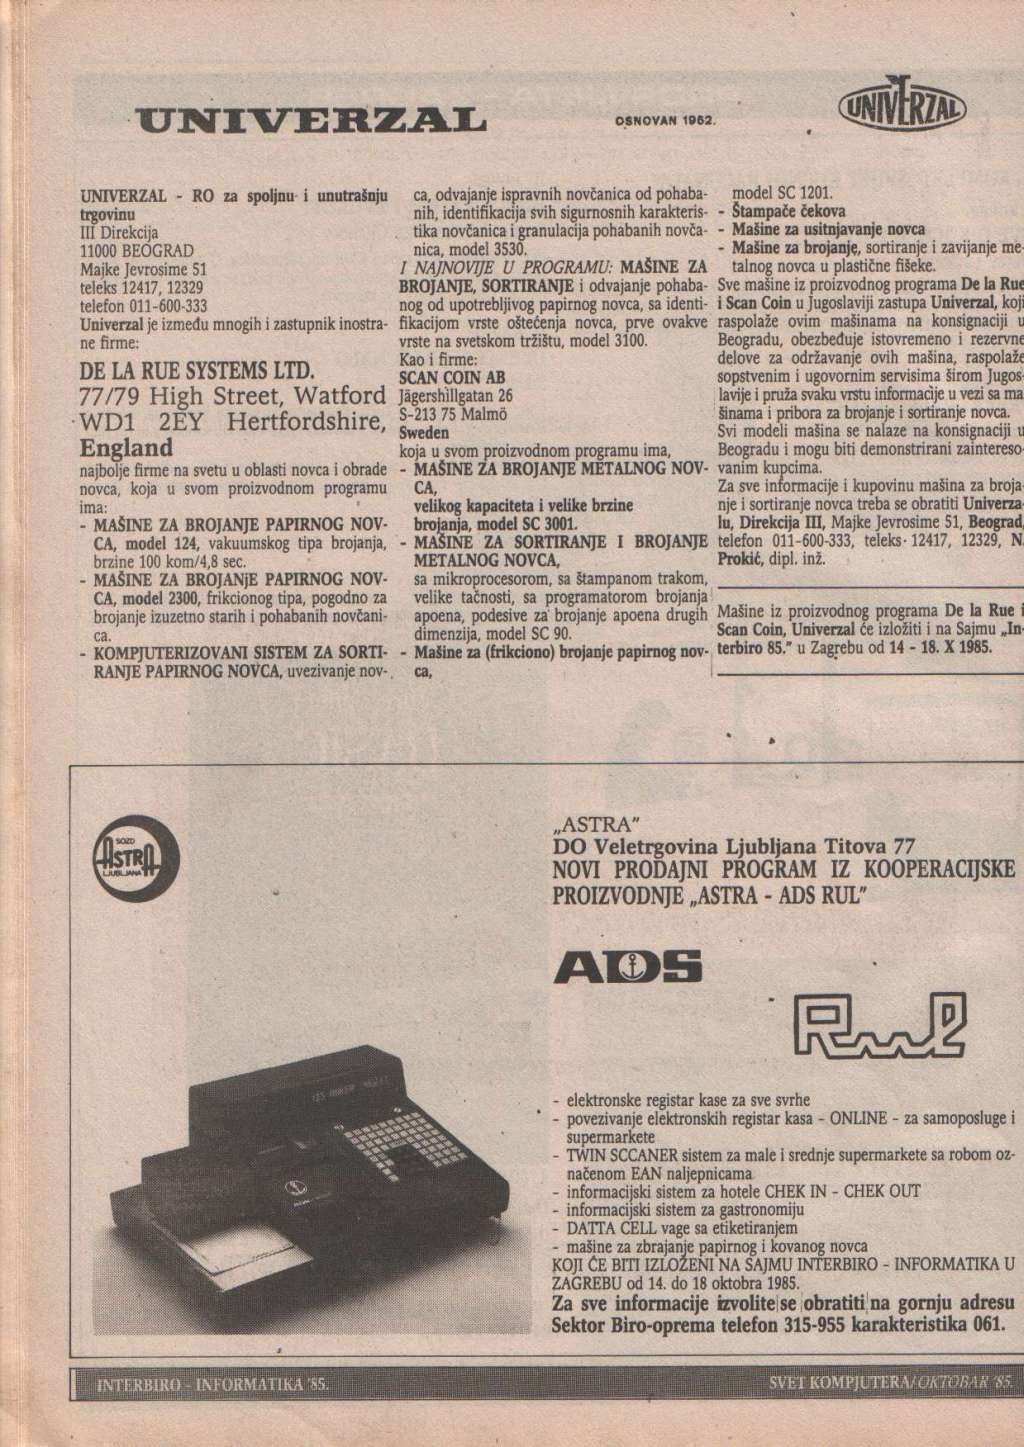 UNIVERZAL
OSNOVAN 1962.
UNIVERZAL
UNIVERZAL - RO za spoljnu i unutrašnju
trgovinu
III Direkcija
11000 BEOGRAD
Majke Jevrosime 51
teleks 12417, 12329
telefon 011-600-333
Univerzal je između mnogih i zastupnik inostra-
ne firme:
DE LA RUE SYSTEMS LTD.
77/79 High Street, Watford
WD1 2EY Hertfordshire,
England
najbolje firme na svetu u oblasti novca i obrade
novca, koja u svom proizvodnom programu
ima:
- MAŠINE ZA BROJANJE PAPIRNOG NOV-
CA, model 124, vakuumskog tipa brojanja,
brzine 100 kom/4,8 sec.
- MAŠINE ZA BROJANjE PAPIRNOG NOV-
CA, model 2300, frikcionog tipa, pogodno za
brojanje izuzetno starih i pohabanih novčani-
ca.
- KOMPJUTERIZOVANI SISTEM ZA SORTI-
RANJE PAPIRNOG NOVCA, uvezivanje nov-
ca, odvajanje ispravnih novčanica od pohaba-
nih, identifikacija svih sigurnosnih karakteris-
tika novčanica i granulacija pohabanih novča-
nica, model 3530.
I NAJNOVIJE U PROGRAMU: MAŠINE ZA
BROJANJE, SORTIRANJE i odvajanje pohaba-
nog od upotrebljivog papirnog novca, sa identi-
fikacijom vrste oštećenja novca, prve ovakve
vrste na svetskom tržištu, model 3100.
Kao i firme:
SCAN COIN AB
Jägershillgatan 26
S-213 75 Malmö
Sweden
koja u svom proizvodnom programu ima,
- MAŠINE ZA BROJANJE METALNOG NOV-
CA,
velikog kapaciteta i velike brzine
brojanja, model SC 3001.
- MAŠINE ZA SORTIRANJE I BROJANJE
METALNOG NOVCA,
sa mikroprocesorom, sa štampanom trakom,
velike tačnosti, sa programatorom brojanja
apoena, podesive za brojanje apoena drugih
dimenzija, model SC 90.
- Mašine za (frikciono) brojanje papirnog nov-
ca,
model SC 1201.
- Štampače čekova
- Mašine za usitnjavanje novca
- Mašine za brojanje, sortiranje i zavijanje me-
talnog novca u plastične fišeke.
Sve mašine iz proizvodnog programa De la Rue
i Scan Coin u Jugoslaviji zastupa Univerzal, koji
raspolaže ovim mašinama na konsignaciji u
Beogradu, obezbeđuje istovremeno i rezervne
delove za održavanje ovih mašina, raspolaže
sopstvenim i ugovornim servisima širom Jugos-
lavije i pruža svaku vrstu informacije u vezi sa ma
šinama i pribora za brojanje i sortiranje novca.
Svi modeli mašina se nalaze na konsignaciji u
Beogradu i mogu biti demonstrirani zaintereso-
vanim kupcima.
Za sve informacije i kupovinu mašina za broja-
nje i sortiranje novca treba se obratiti Univerza-
lu, Direkcija III, Majke Jevrosime 51, Beograd,
telefon 011-600-333, teleks 12417, 12329, N.
Prokić, dipl. inž.
Mašine iz proizvodnog programa De la Rue i
Scan Coin, Univerzal će izložiti i na Sajmu „In-
terbiro 85." u Zagrebu od 14 - 18. X 1985.
SOZD
ASTRA
LJUBLJANA
„ASTRA"
DO Veletrgovina Ljubljana Titova 77
NOVI PRODAJNI PROGRAM IZ KOOPERACIJSKE
PROIZVODNJE „ASTRA - ADS RUL"
ADS
Rul
- elektronske registar kase za sve svrhe
- povezivanje elektronskih registar kasa - ONLINE - za samoposluge i
supermarkete
- TWIN SCCANER sistem za male i srednje supermarkete sa robom oz-
načenom EAN naljepnicama
- informacijski sistem za hotele CHEK IN - CHEK OUT
- informacijski sistem za gastronomiju
- DATTA CELL vage sa etiketiranjem
- mašine za zbrajanje papirnog i kovanog novca
KOJI ĆE BITI IZLOŽENI NA SAJMU INTERBIRO - INFORMATIKA U
ZAGREBU od 14. do 18 oktobra 1985.
Za sve informacije izvolite se obratiti na gornju adresu
Sektor Biro-oprema telefon 315-955 karakteristika 061.
INTERBIRO - INFORMATIKA '85.
SVET KOMPJUTERA/OKTOBAR '85.